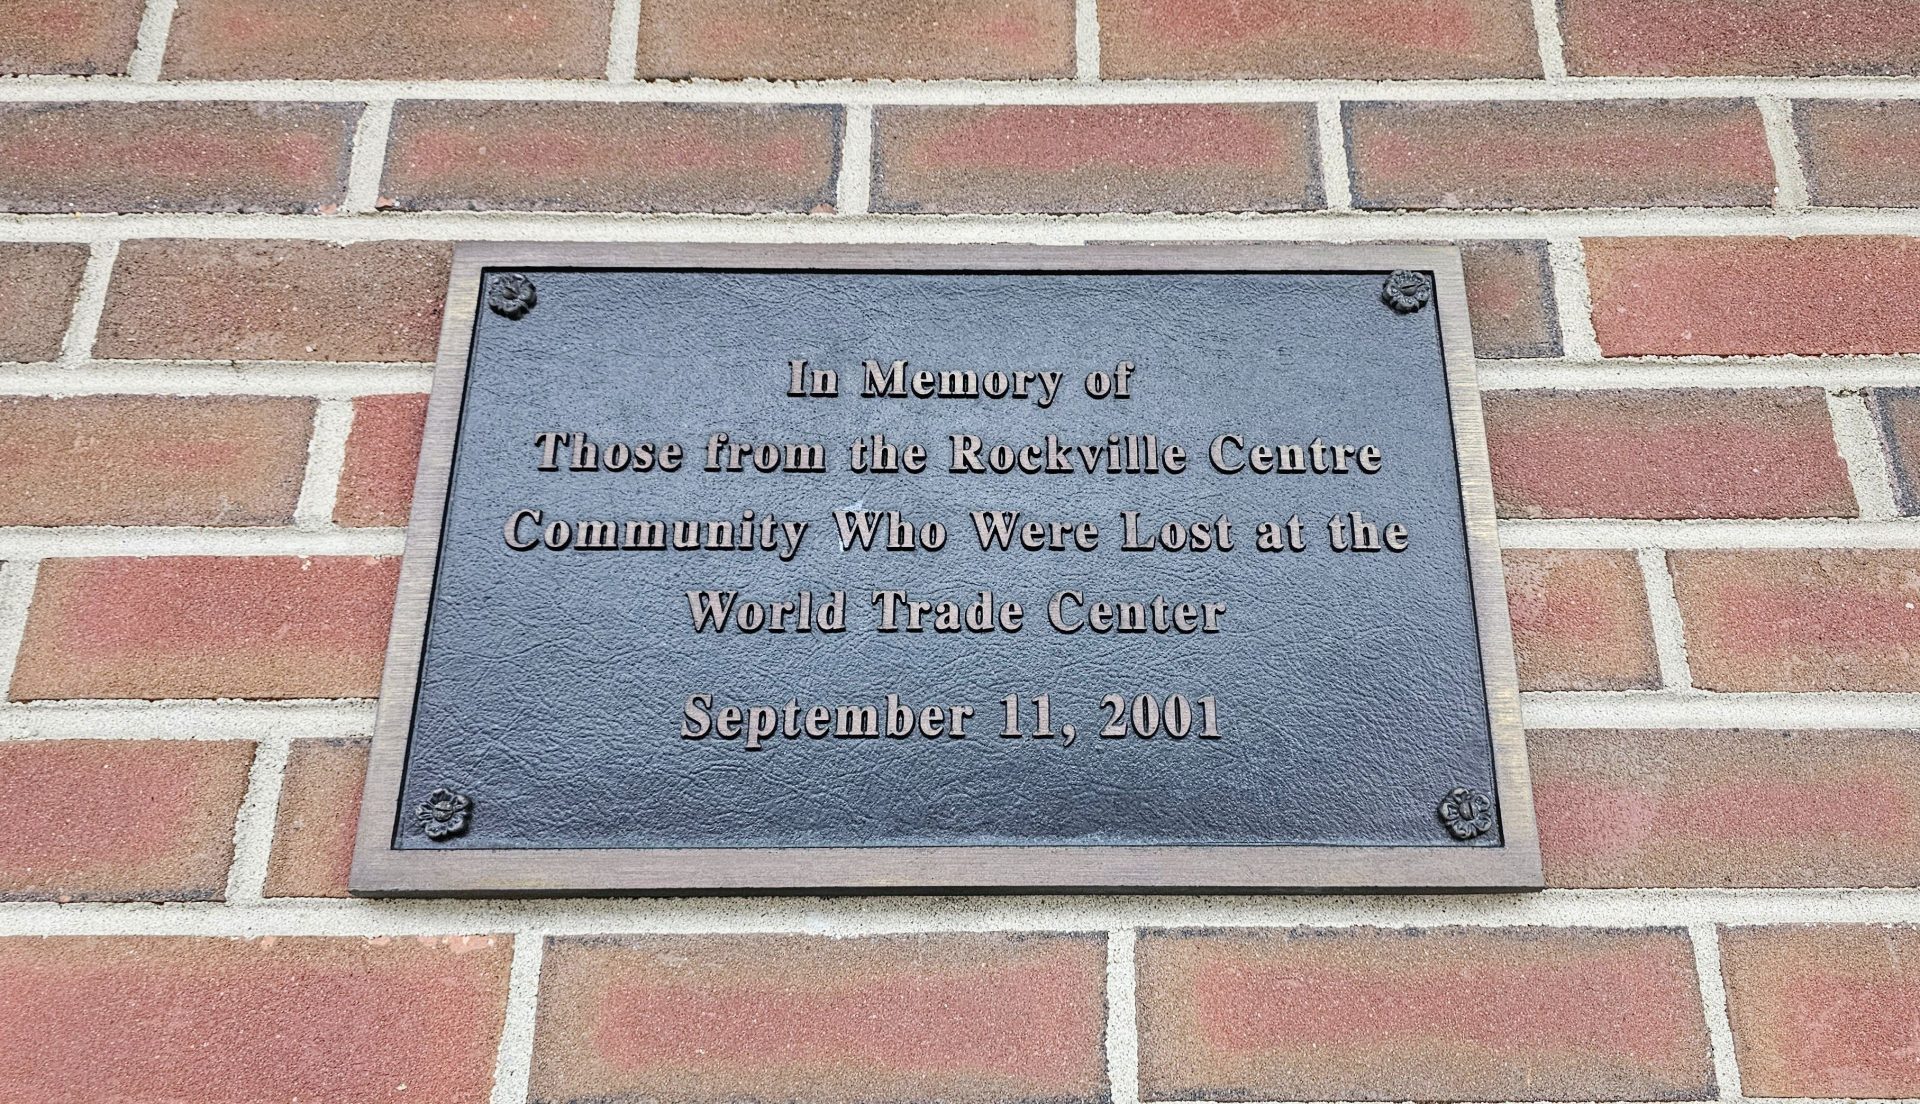 In Memory of
Those from the Rockville Centre
Community Who Were Lost at the
World Trade Center
September 11, 2001